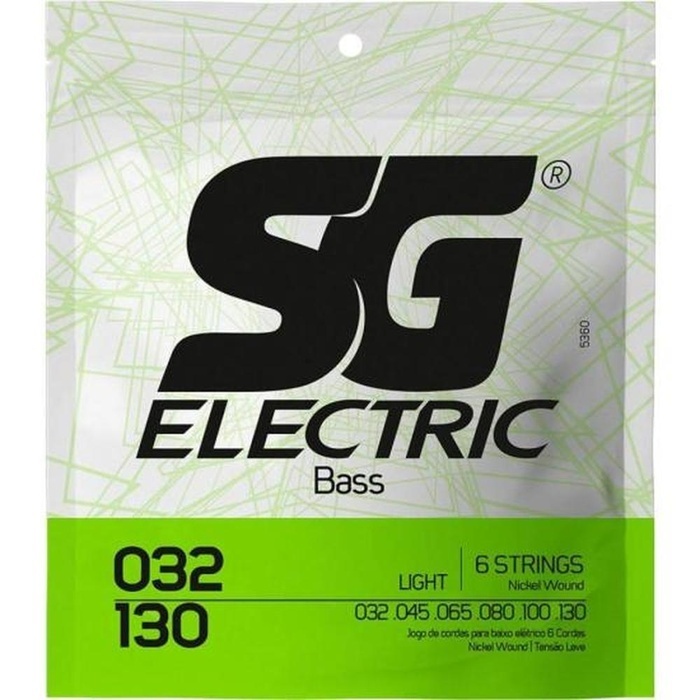 SG®
5360
ELECTRIC
Bass
032
130
LIGHT | 6 STRINGS
Nickel Wound
032 .045 .065 .080 .100 .130
Jogo de cordas para baixo elétrico 6 Cordas
Nickel Wound | Tensão Leve